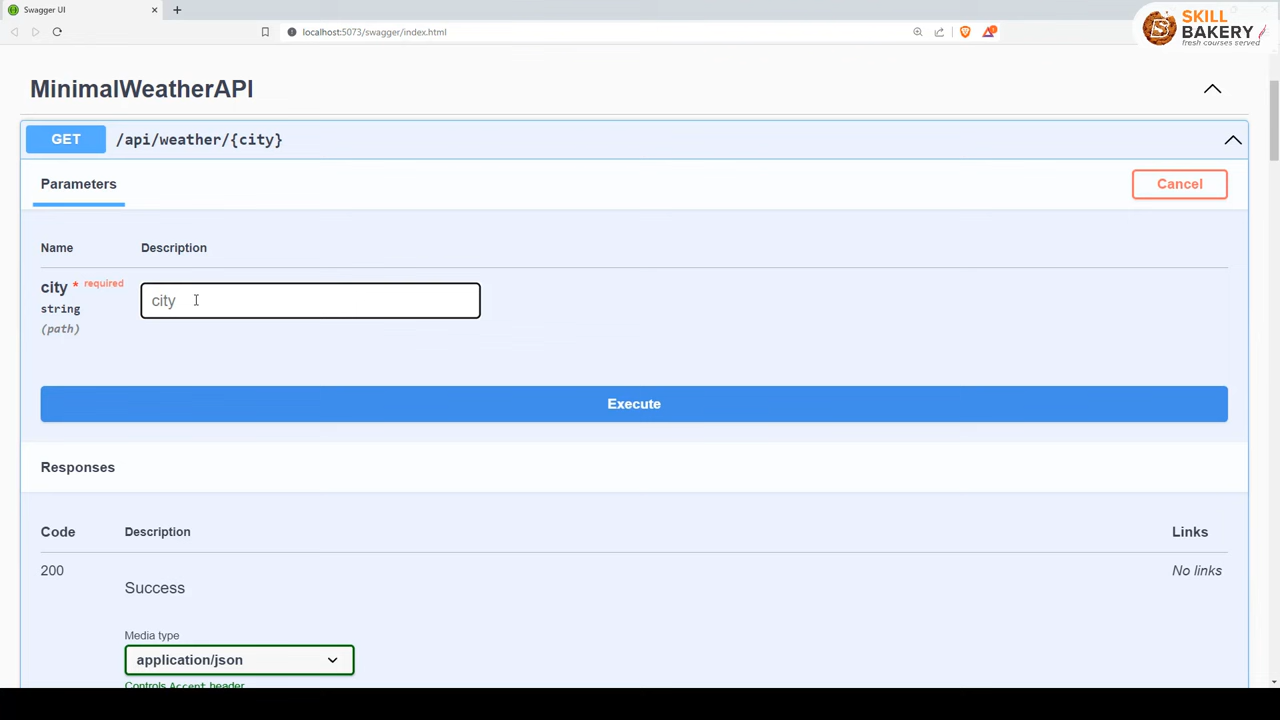 Swagger UI
localhost:5073/swagger/index.html
SKILL
BAKERY
fresh courses served
MinimalWeatherAPI
GET /api/weather/{city}
Parameters
Cancel
Name Description
city * required
string
(path)
city
Execute
Responses
Code Description Links
200 Success No links
Media type
application/json
Controls Accept header